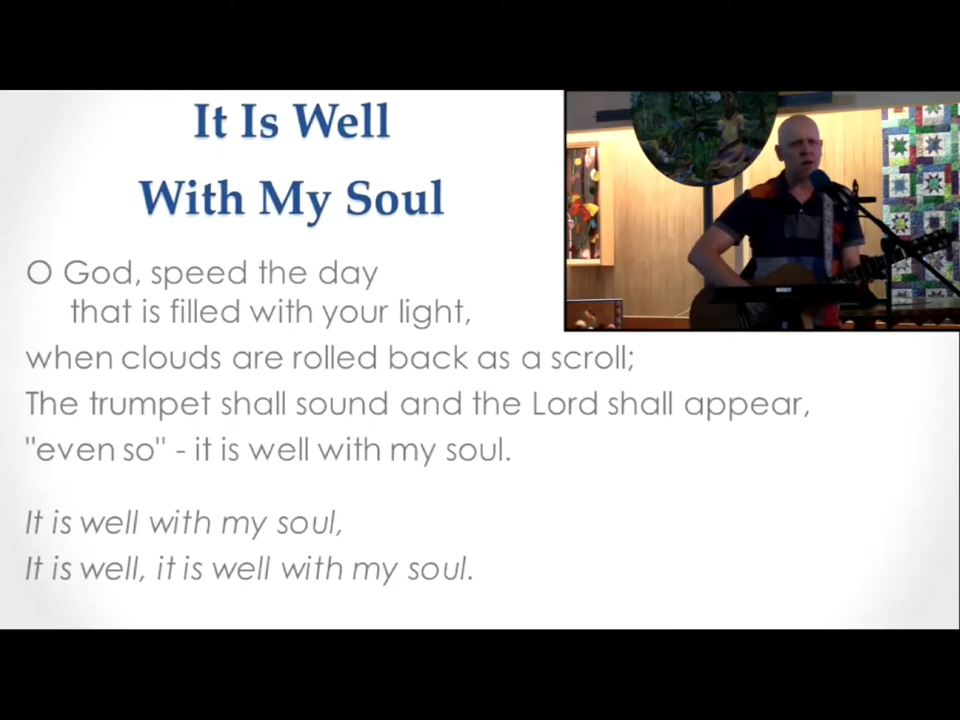 It Is Well
With My Soul
O God, speed the day
that is filled with your light,
when clouds are rolled back as a scroll;
The trumpet shall sound and the Lord shall appear,
"even so" - it is well with my soul.
It is well with my soul,
It is well, it is well with my soul.